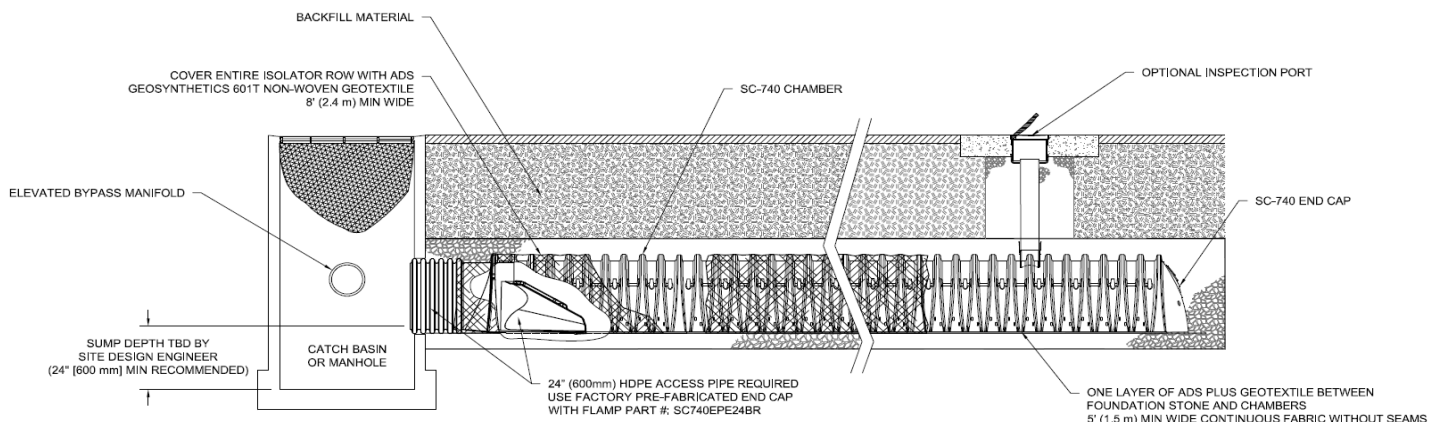 BACKFILL MATERIAL
COVER ENTIRE ISOLATOR ROW WITH ADS
GEOSYNTHETICS 601T NON-WOVEN GEOTEXTILE
8' (2.4 m) MIN WIDE
SC-740 CHAMBER
OPTIONAL INSPECTION PORT
ELEVATED BYPASS MANIFOLD
SC-740 END CAP
SUMP DEPTH TBD BY
SITE DESIGN ENGINEER
(24" [600 mm] MIN RECOMMENDED)
CATCH BASIN
OR MANHOLE
24" (600mm) HDPE ACCESS PIPE REQUIRED
USE FACTORY PRE-FABRICATED END CAP
WITH FLAMP PART #: SC740EPE24BR
ONE LAYER OF ADS PLUS GEOTEXTILE BETWEEN
FOUNDATION STONE AND CHAMBERS
5' (1.5 m) MIN WIDE CONTINUOUS FABRIC WITHOUT SEAMS